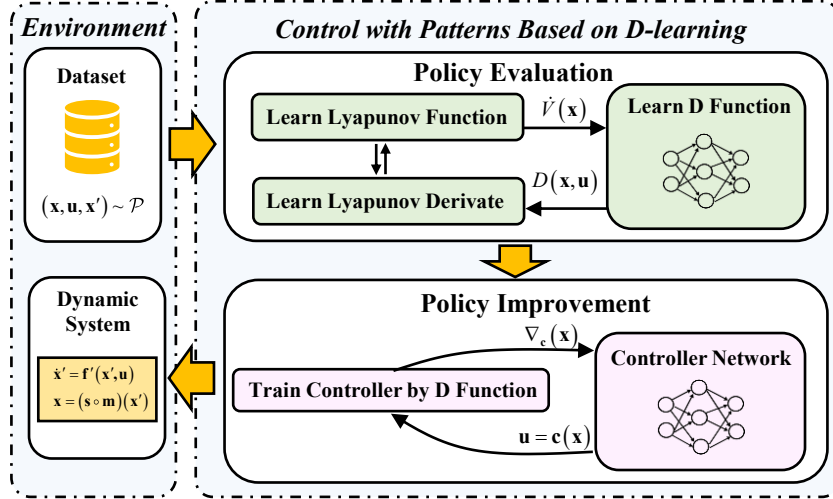 Environment
Dataset
(x, u, x′) ~ 𝒫
Dynamic
System
ẋ′ = f′(x′, u)
x = (s ∘ m)(x′)
Control with Patterns Based on D-learning
Policy Evaluation
Learn Lyapunov Function
V̇(x)
Learn D Function
D(x, u)
Learn Lyapunov Derivate
Policy Improvement
∇c(x)
Controller Network
Train Controller by D Function
u = c(x)